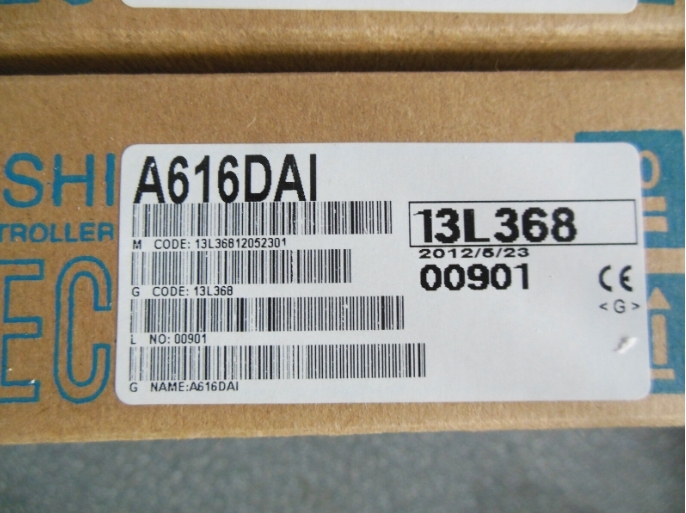 SHI
TROLLER
EC
A616DAI
M CODE: 13L36812052301
G CODE: 13L368
L NO: 00901
G NAME:A616DAI
13L368
2012/5/23
00901
CE
<G>